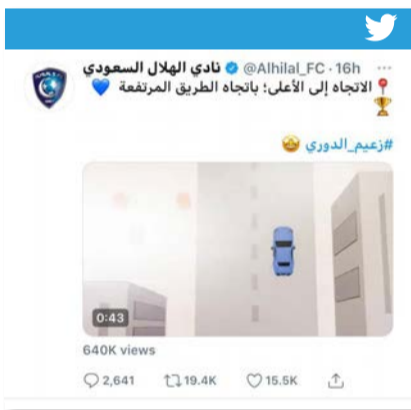 نادي الهلال السعودي @Alhilal_FC · 16h
📍 الاتجاه إلى الأعلى؛ باتجاه الطريق المرتفعة 💙
🏆
#زعيم_الدوري 🤩
0:43
640K views
2,641 19.4K 15.5K